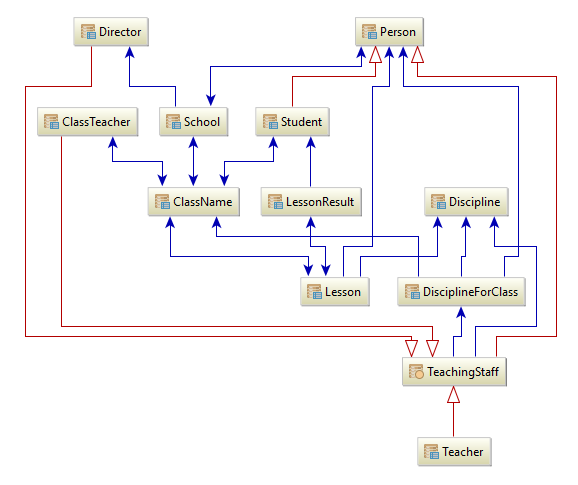 Director
Person
ClassTeacher
School
Student
ClassName
LessonResult
Discipline
Lesson
DisciplineForClass
TeachingStaff
Teacher